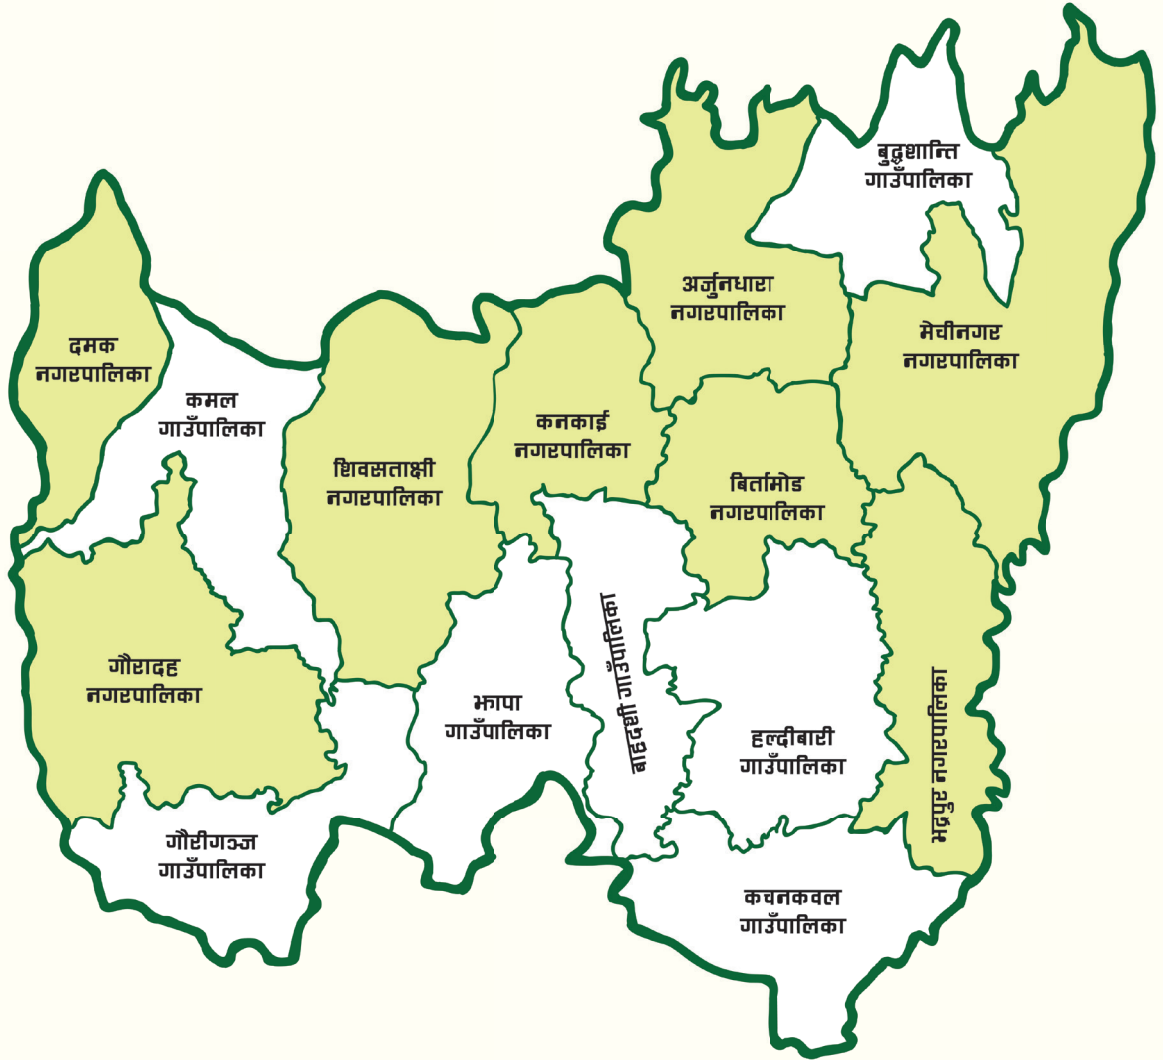 बुद्धशान्ति
गाउँपालिका
अर्जुनधारा
नगरपालिका
मेचीनगर
नगरपालिका
दमक
नगरपालिका
कमल
गाउँपालिका
कनकाई
नगरपालिका
शिवसताक्षी
नगरपालिका
बिर्तामोड
नगरपालिका
बाह्रदशी गाउँपालिका
गौरादह
नगरपालिका
झापा
गाउँपालिका
हल्दीबारी
गाउँपालिका
भद्रपुर नगरपालिका
गौरीगञ्ज
गाउँपालिका
कचनकवल
गाउँपालिका